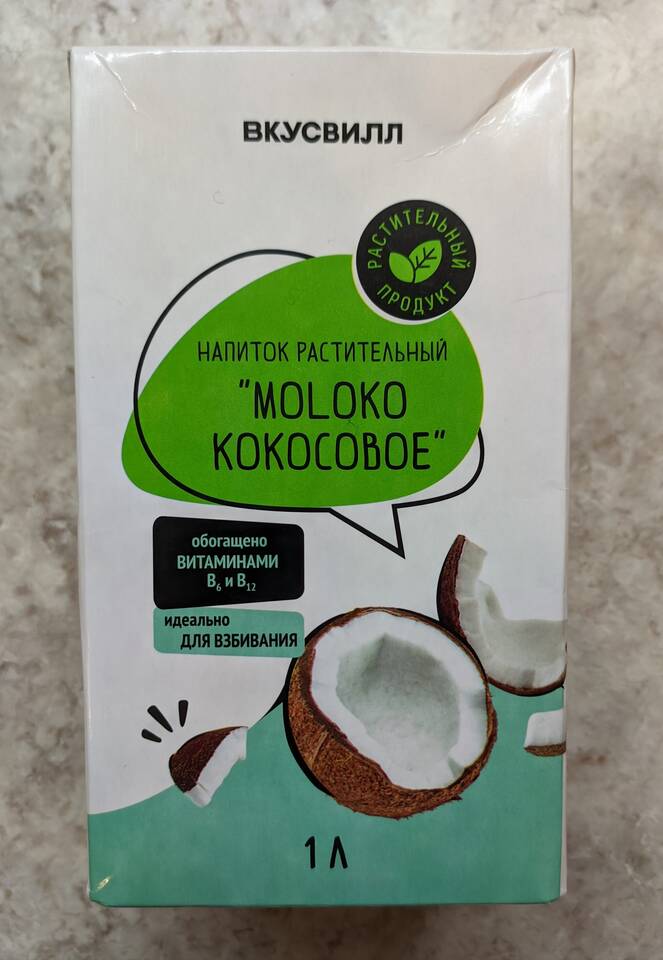 ВКУСВИЛЛ
РАСТИТЕЛЬНЫЙ
ПРОДУКТ
НАПИТОК РАСТИТЕЛЬНЫЙ
"MOLOKO
КОКОСОВОЕ"
обогащено
ВИТАМИНАМИ
B₆ и B₁₂
идеально
ДЛЯ ВЗБИВАНИЯ
1 Л